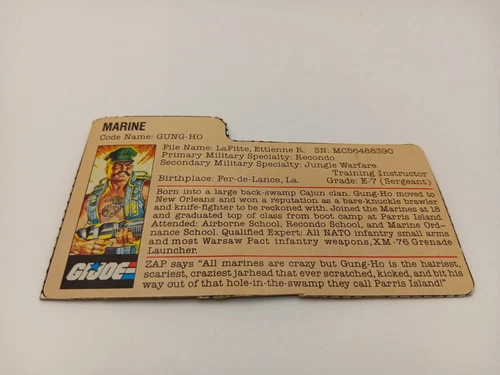 MARINE
Code Name: GUNG-HO
File Name: LaFitte, Ettienne R. SN: MC56488390
Primary Military Specialty: Recondo
Secondary Military Specialty: Jungle Warfare
Training Instructor
Birthplace: Fer-de-Lance, La. Grade: E-7 (Sergeant)
Born into a large back-swamp Cajun clan. Gung-Ho moved to
New Orleans and won a reputation as a bare-knuckle brawler
and knife-fighter to be reckoned with. Joined the Marines at 18
and graduated top of class from boot camp at Parris Island.
Attended: Airborne School, Recondo School, and Marine Ord-
nance School. Qualified Expert: All NATO infantry small arms
and most Warsaw Pact infantry weapons, XM-76 Grenade
Launcher.
G.I. JOE
ZAP says "All marines are crazy but Gung-Ho is the hairiest,
scariest, craziest jarhead that ever scratched, kicked, and bit his
way out of that hole-in-the-swamp they call Parris Island!"